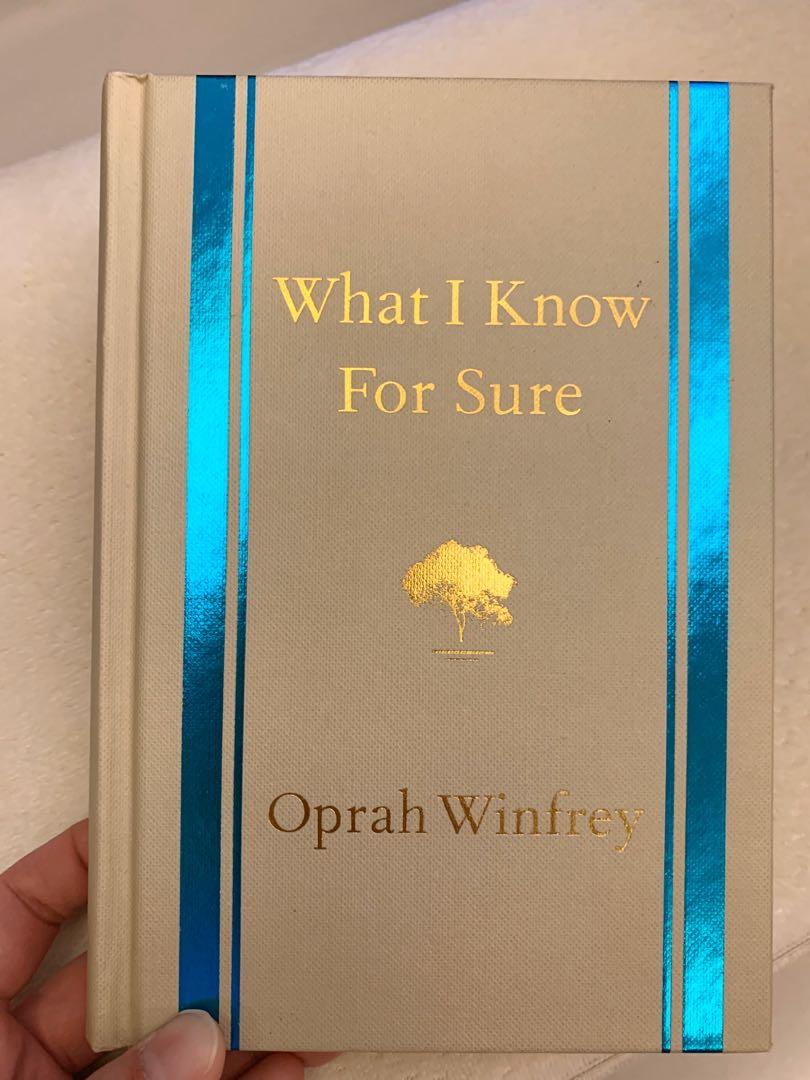 What I Know
For Sure
Oprah Winfrey